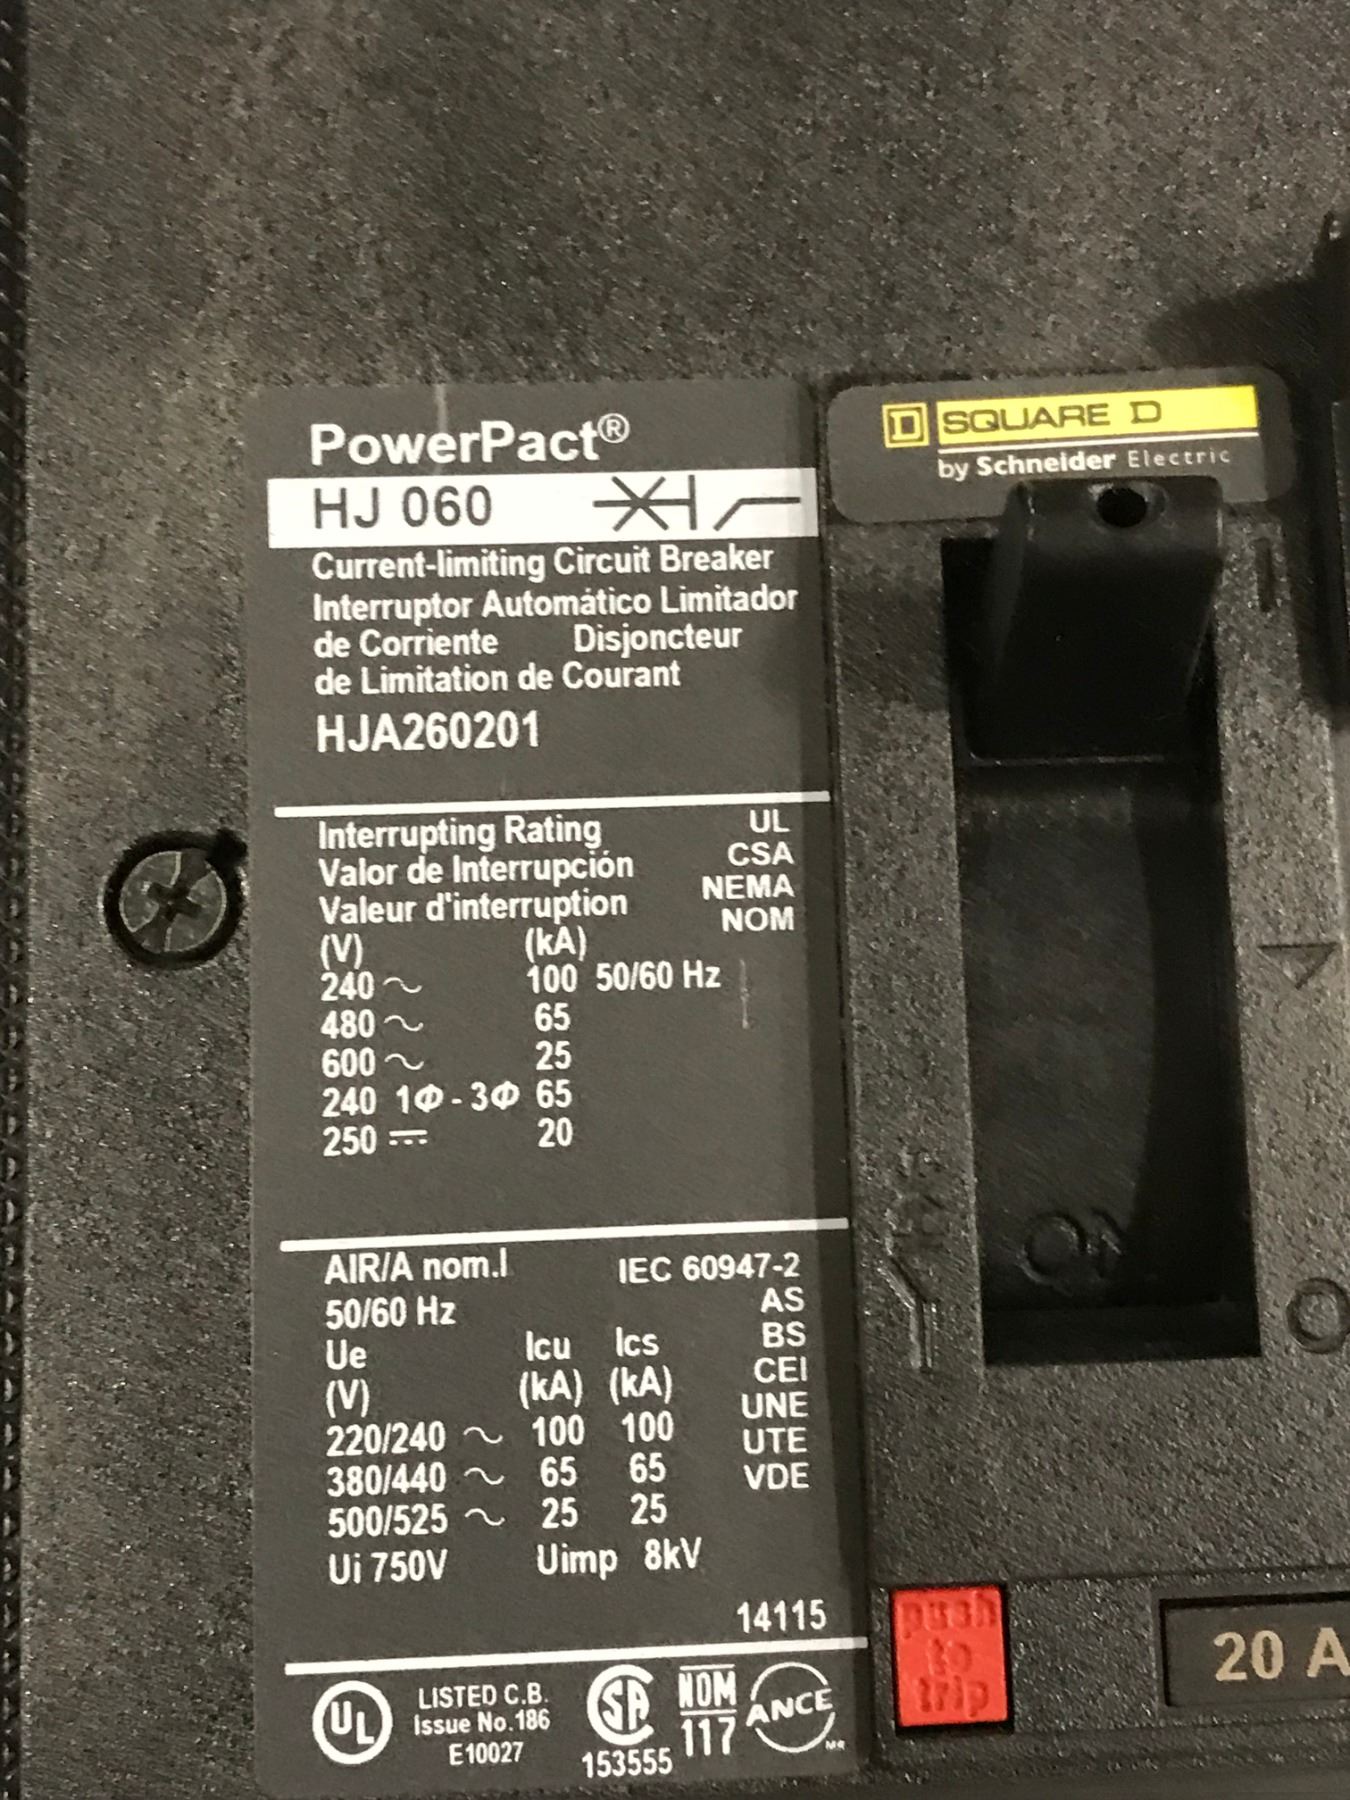 PowerPact®
HJ 060
Current-limiting Circuit Breaker
Interruptor Automático Limitador
de Corriente Disjoncteur
de Limitation de Courant
HJA260201
Interrupting Rating UL
Valor de Interrupción CSA
Valeur d'interruption NEMA
(V) (kA) NOM
240 ~ 100 50/60 Hz
480 ~ 65
600 ~ 25
240 1Φ - 3Φ 65
250 ⎓ 20
AIR/A nom.I IEC 60947-2
50/60 Hz AS
Ue Icu Ics BS
(V) (kA) (kA) CEI
220/240 ~ 100 100 UNE
380/440 ~ 65 65 UTE
500/525 ~ 25 25 VDE
Ui 750V Uimp 8kV
14115
UL LISTED C.B.
Issue No.186
E10027
SA
153555
NOM
117
ANCE
MR
D SQUARE D
by Schneider Electric
I
O
push
to
trip
20 A